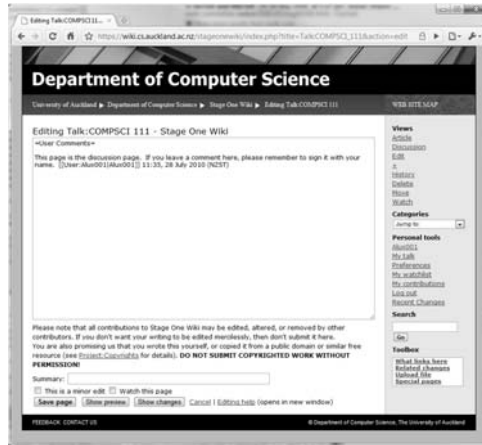 Editing Talk:COMPSCI 11...
https://wiki.cs.auckland.ac.nz/stageonewiki/index.php?title=Talk:COMPSCI_111&action=edit
Department of Computer Science
University of Auckland Department of Computer Science Stage One Wiki Editing Talk:COMPSCI 111
WEB SITE MAP
Editing Talk:COMPSCI 111 - Stage One Wiki
=User Comments=
This page is the discussion page. If you leave a comment here, please remember to sign it with your
name. [[User:Alux001|Alux001]] 11:35, 28 July 2010 (NZST)
Please note that all contributions to Stage One Wiki may be edited, altered, or removed by other
contributors. If you don't want your writing to be edited mercilessly, then don't submit it here.
You are also promising us that you wrote this yourself, or copied it from a public domain or similar free
resource (see Project:Copyrights for details). DO NOT SUBMIT COPYRIGHTED WORK WITHOUT
PERMISSION!
Summary:
This is a minor edit Watch this page
Save page Show preview Show changes Cancel | Editing help (opens in new window)
Views
Article
Discussion
Edit
+
History
Delete
Move
Watch
Categories
Jump to
Personal tools
Alux001
My talk
Preferences
My watchlist
My contributions
Log out
Recent Changes
Search
Go
Toolbox
What links here
Related changes
Upload file
Special pages
FEEDBACK CONTACT US
© Department of Computer Science, The University of Auckland